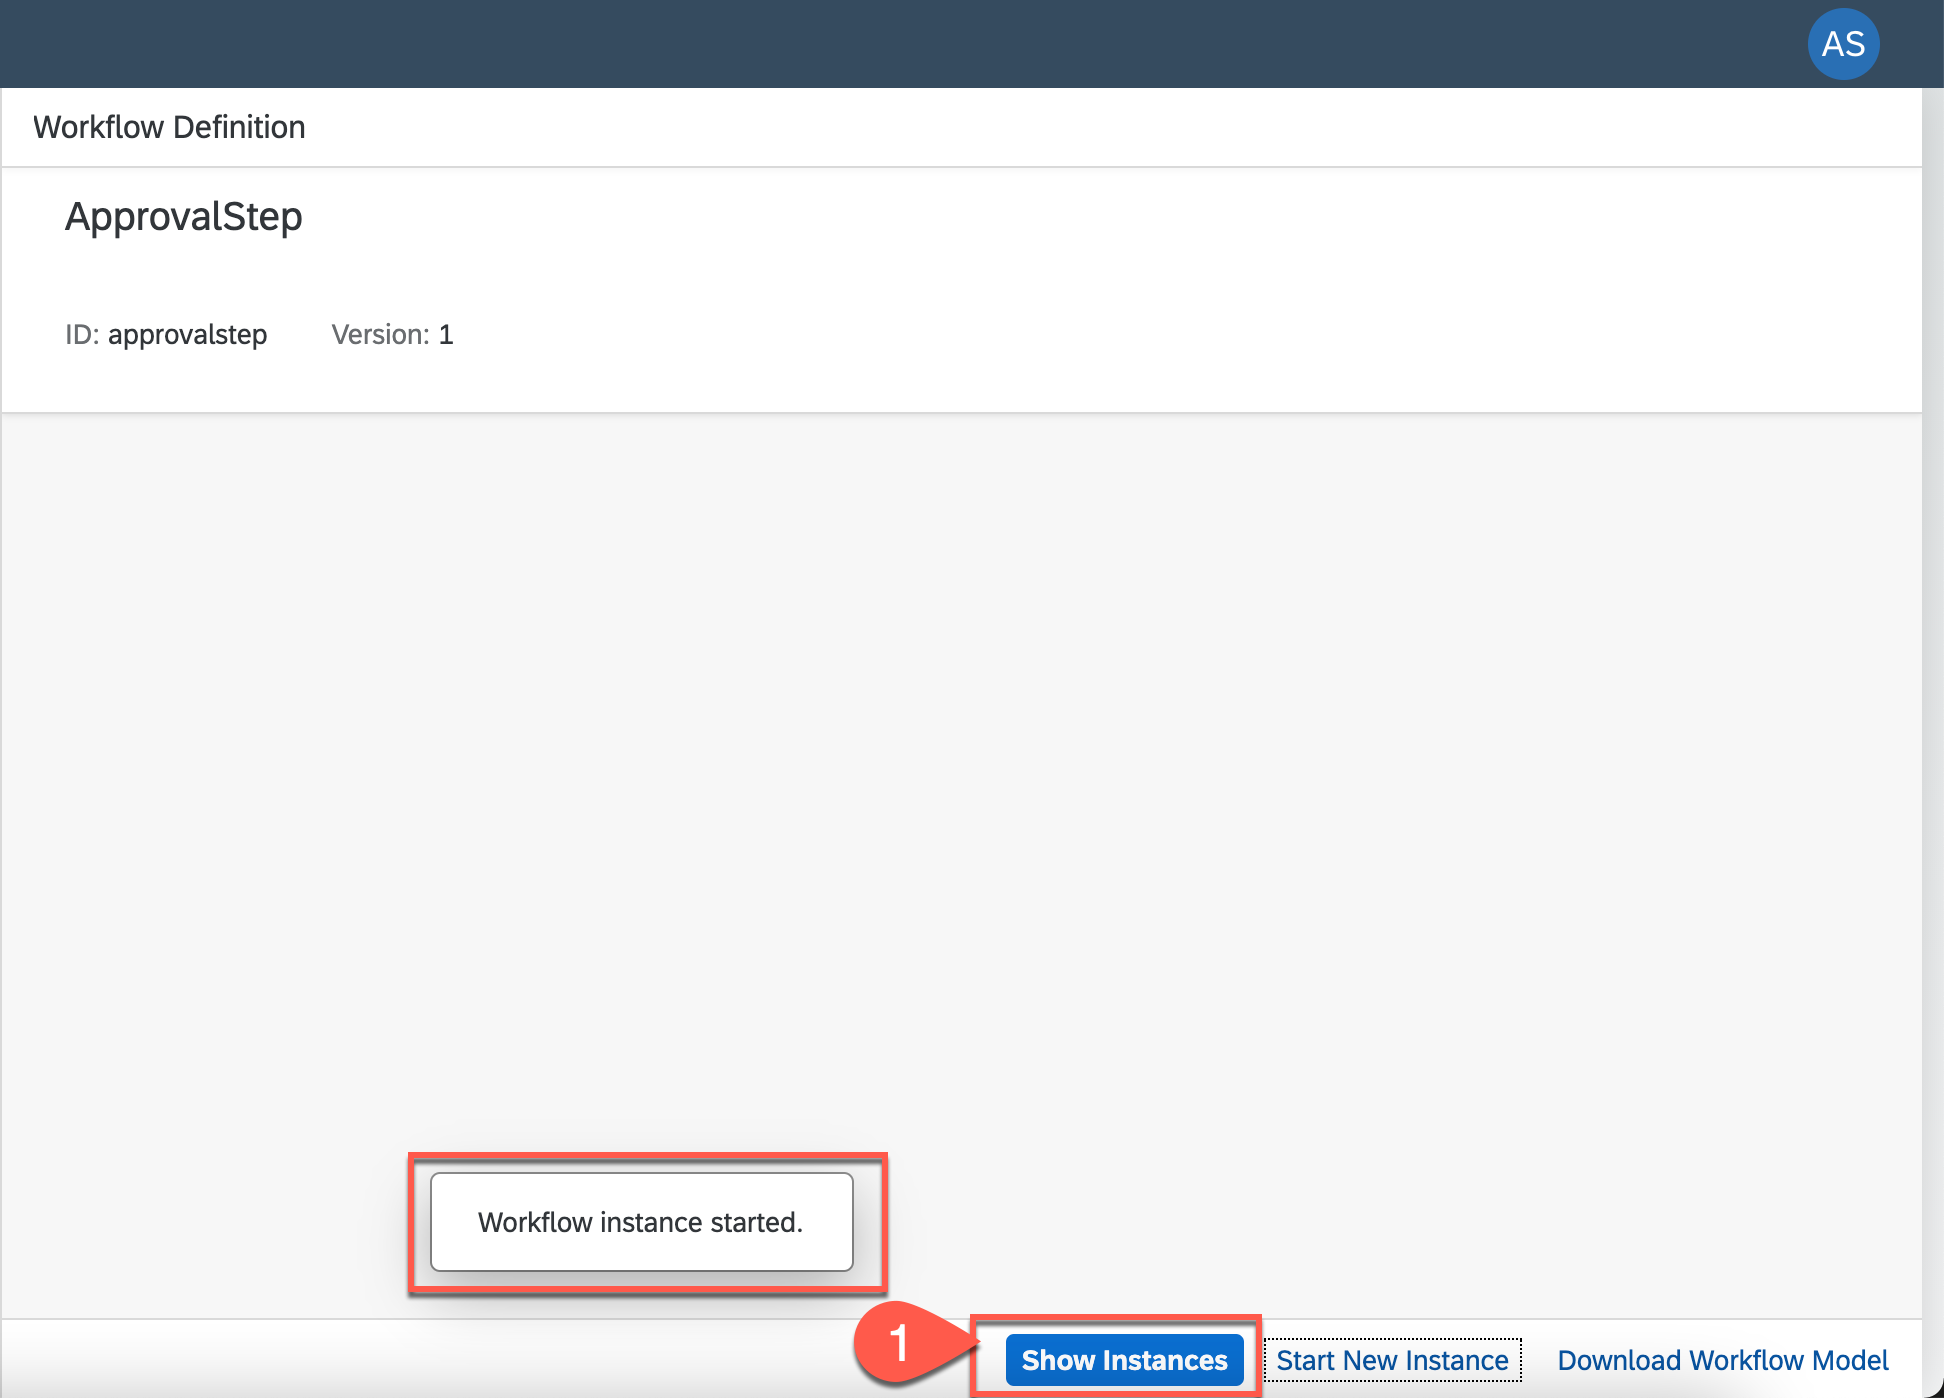 AS
Workflow Definition
ApprovalStep
ID: approvalstep Version: 1
Workflow instance started.
1 Show Instances Start New Instance Download Workflow Model